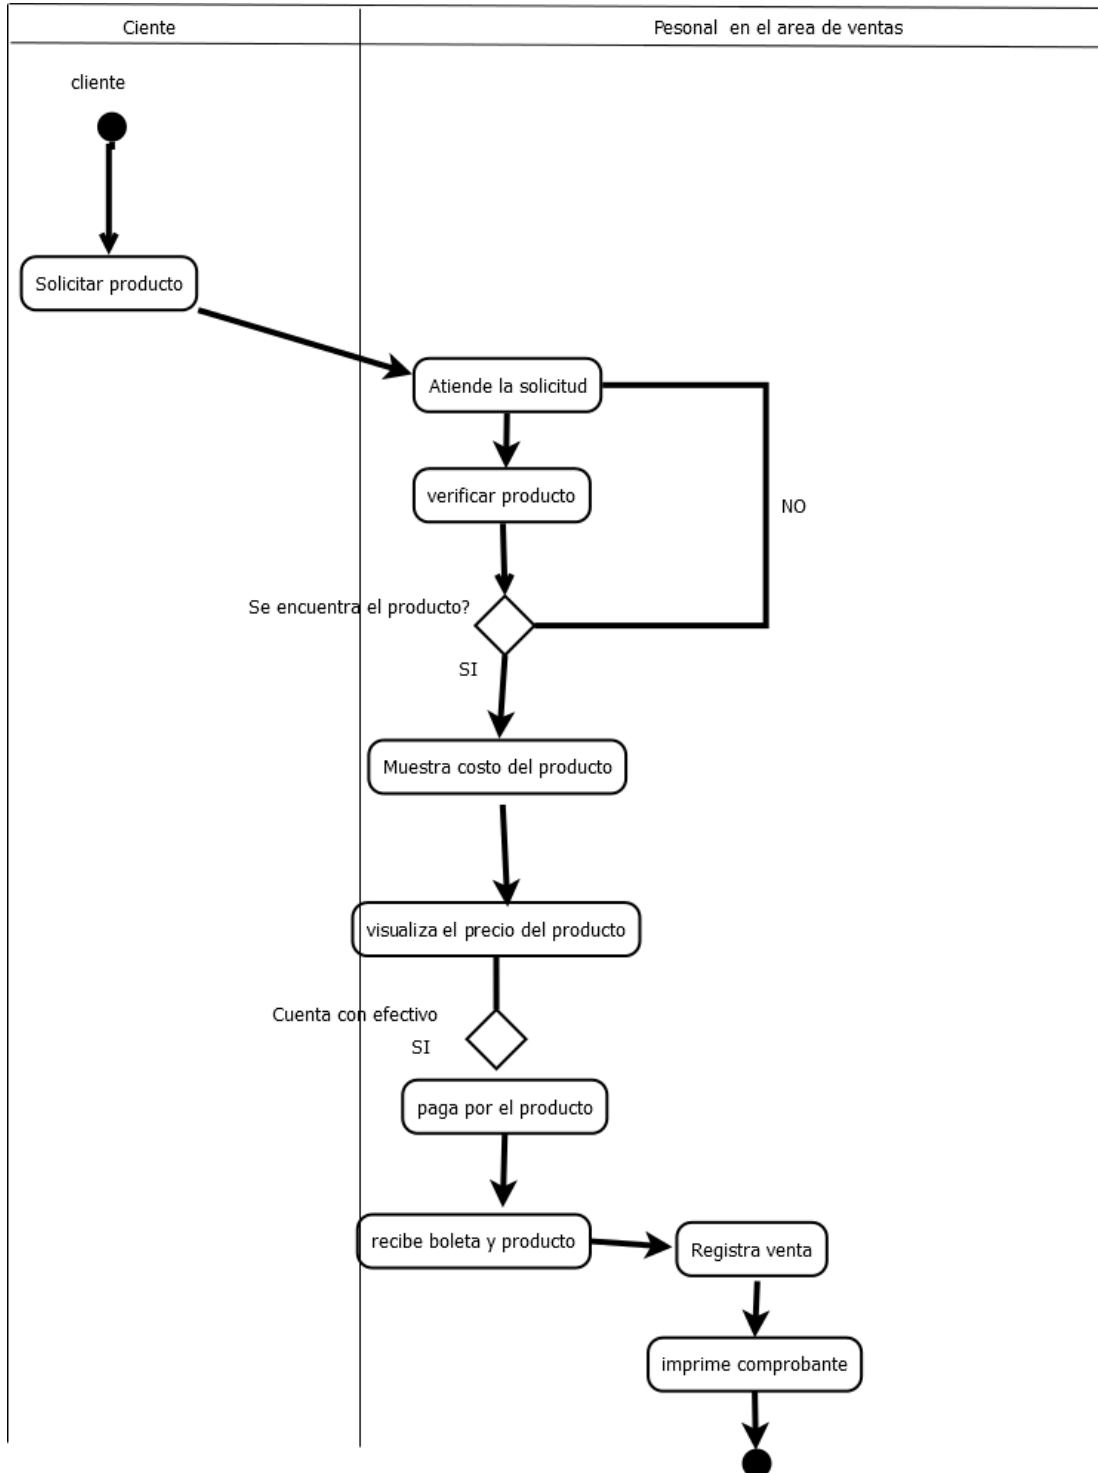 Ciente
Pesonal  en el area de ventas
cliente
Solicitar producto
Atiende la solicitud
verificar producto
NO
Se encuentra el producto?
SI
Muestra costo del producto
visualiza el precio del producto
Cuenta con efectivo
SI
paga por el producto
recibe boleta y producto
Registra venta
imprime comprobante